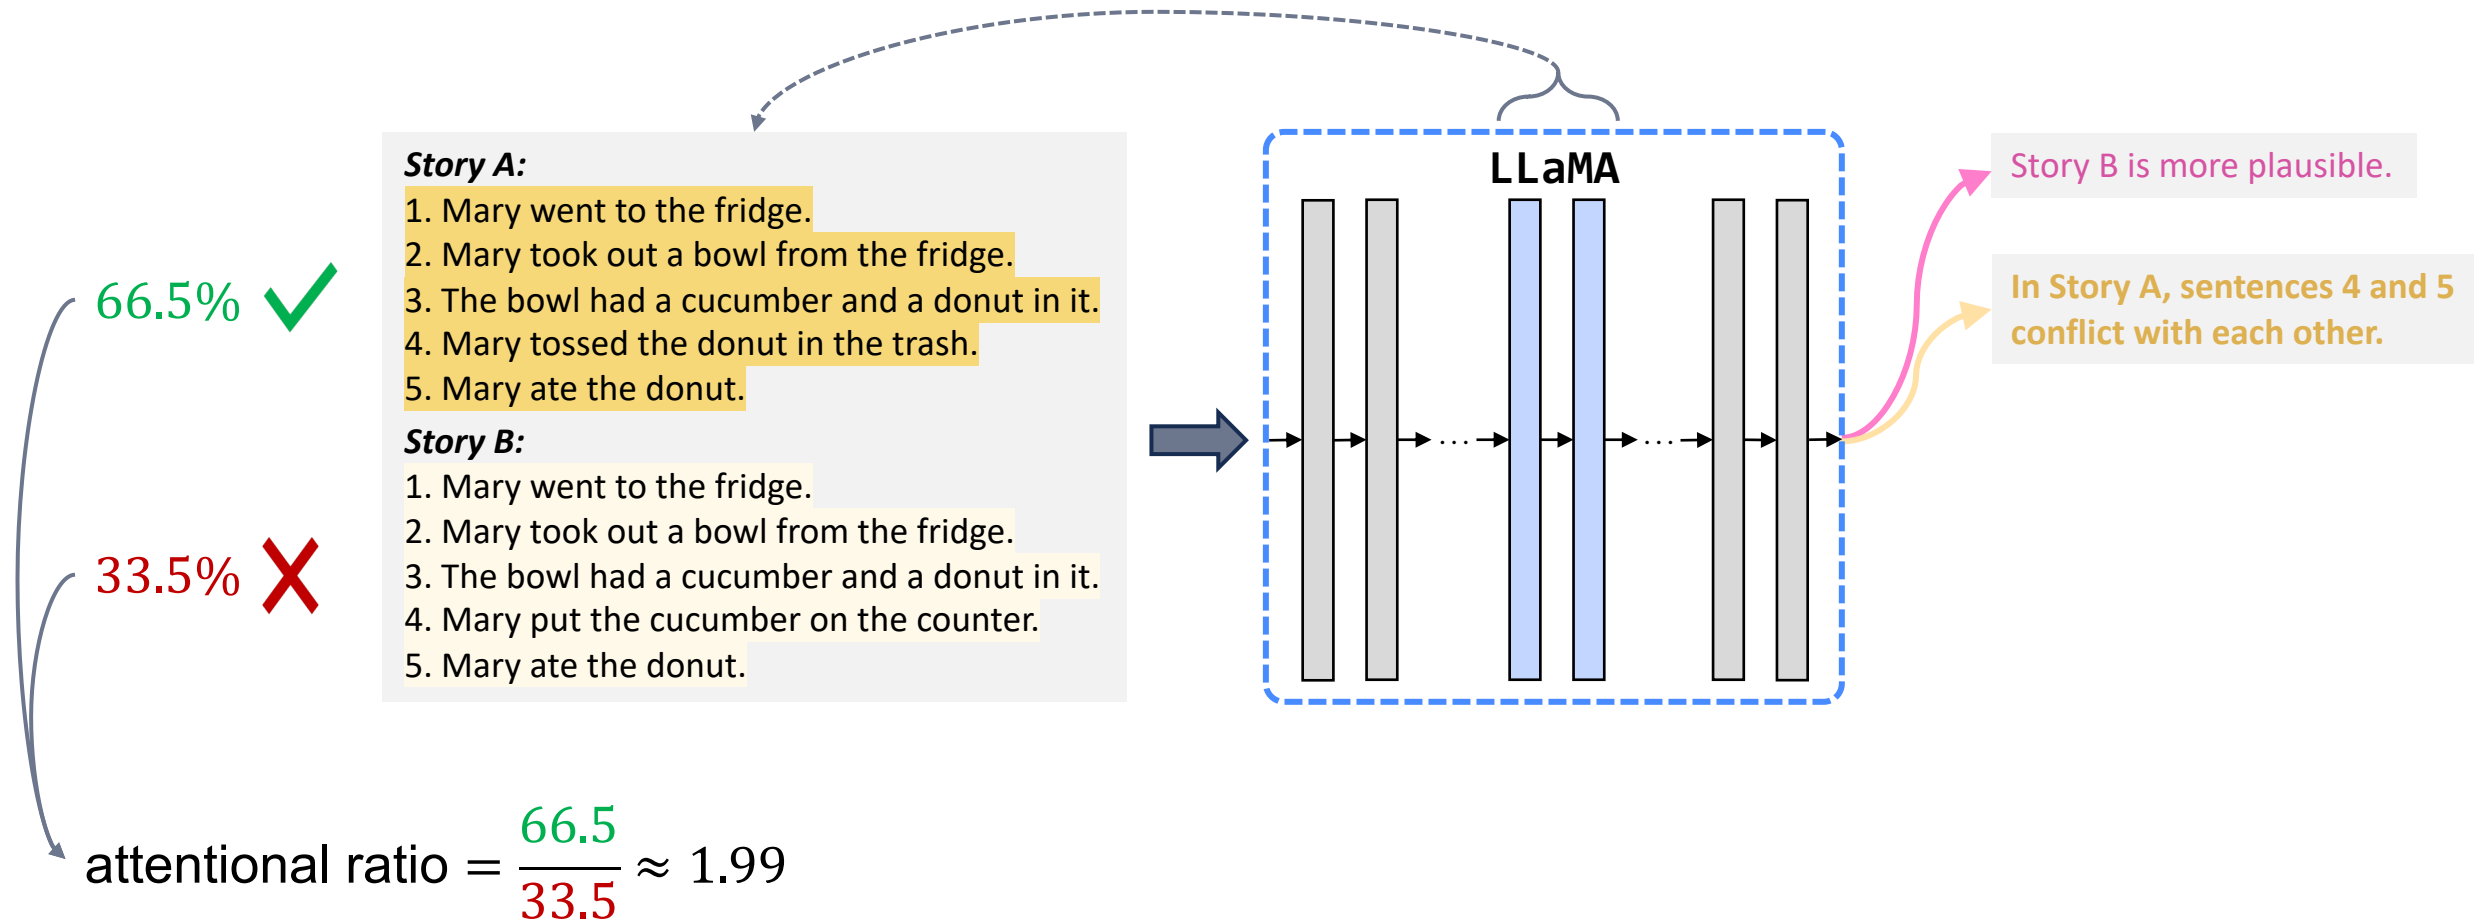 Story A:
1. Mary went to the fridge.
2. Mary took out a bowl from the fridge.
3. The bowl had a cucumber and a donut in it.
4. Mary tossed the donut in the trash.
5. Mary ate the donut.
Story B:
1. Mary went to the fridge.
2. Mary took out a bowl from the fridge.
3. The bowl had a cucumber and a donut in it.
4. Mary put the cucumber on the counter.
5. Mary ate the donut.
66.5% ✓
33.5% ✗
attentional ratio = 66.5 / 33.5 ≈ 1.99
LLaMA
... ...
Story B is more plausible.
In Story A, sentences 4 and 5
conflict with each other.